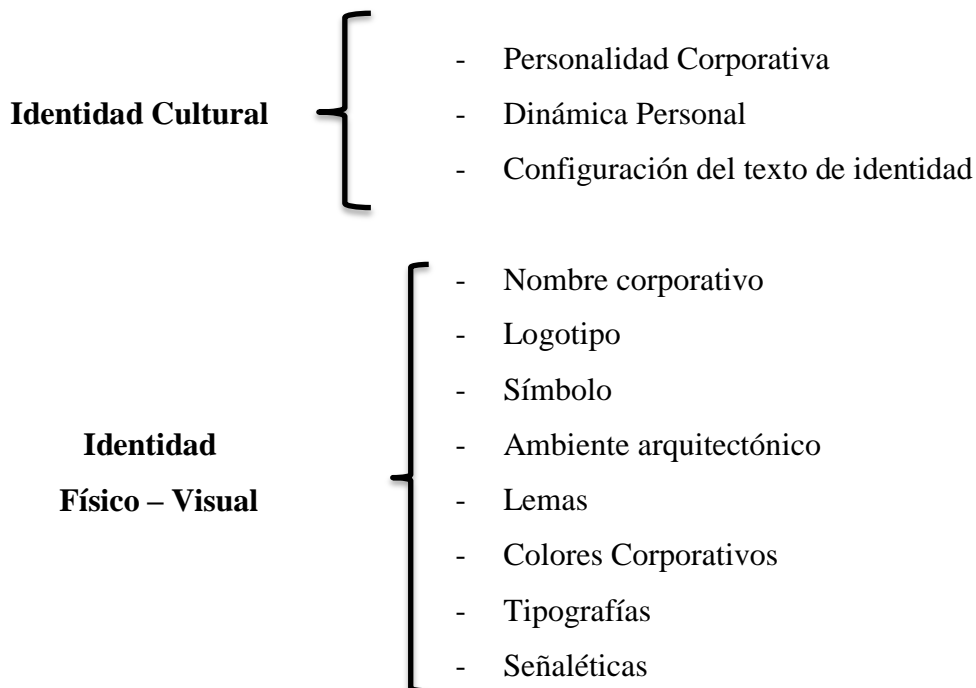 - Personalidad Corporativa
Identidad Cultural
- Dinámica Personal
- Configuración del texto de identidad
- Nombre corporativo
- Logotipo
- Símbolo
Identidad
- Ambiente arquitectónico
Físico – Visual
- Lemas
- Colores Corporativos
- Tipografías
- Señaléticas